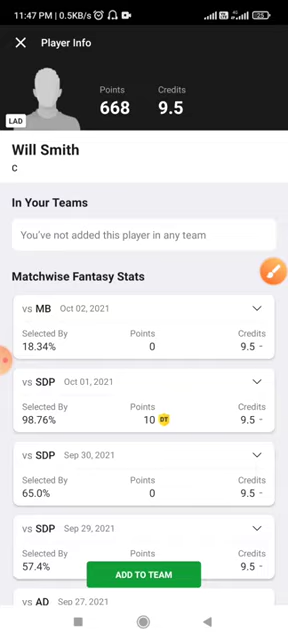 11:47 PM | 0.5KB/s
25
Player Info
Points Credits
668 9.5
LAD
Will Smith
C
In Your Teams
You've not added this player in any team
Matchwise Fantasy Stats
vs MB Oct 02, 2021
Selected By Points Credits
18.34% 0 9.5 -
vs SDP Oct 01, 2021
Selected By Points Credits
98.76% 10 DT 9.5 -
vs SDP Sep 30, 2021
Selected By Points Credits
65.0% 0 9.5 -
vs SDP Sep 29, 2021
Selected By Points Credits
57.4% 9.5 -
ADD TO TEAM
vs AD Sep 27, 2021